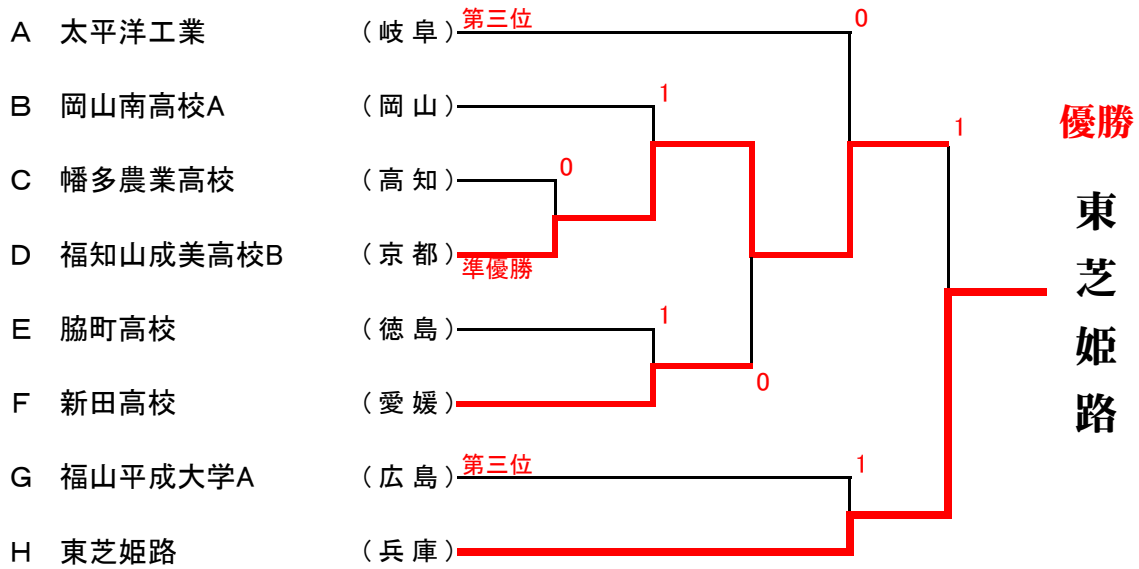 A 太平洋工業 (岐阜) 第三位 0
B 岡山南高校A (岡山) 1
C 幡多農業高校 (高知) 0
D 福知山成美高校B (京都) 準優勝
E 脇町高校 (徳島) 1
F 新田高校 (愛媛) 0
G 福山平成大学A (広島) 第三位 1
H 東芝姫路 (兵庫)
1
優勝
東芝姫路